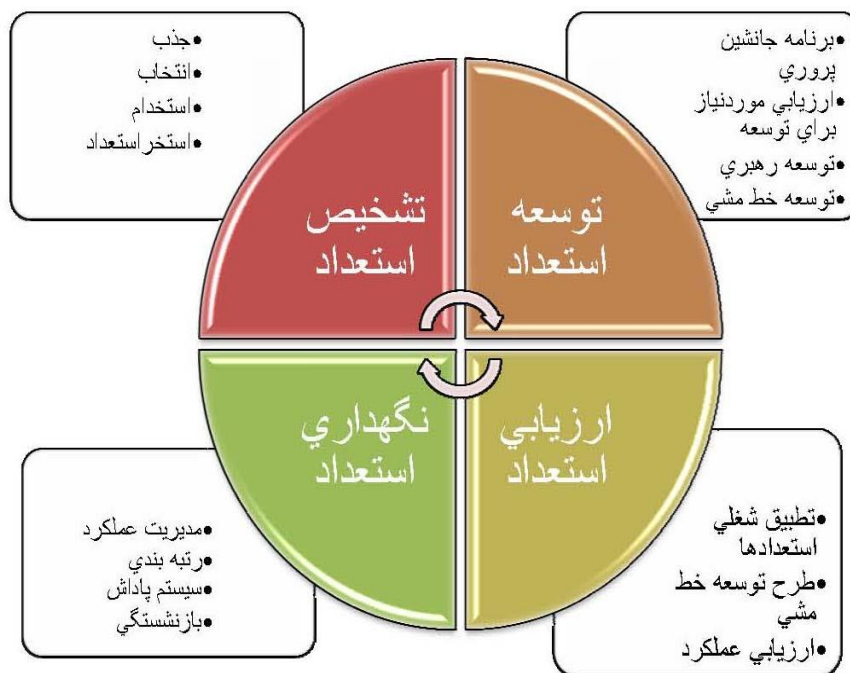 •جذب
•انتخاب
•استخدام
•استخراستعداد
•برنامه جانشين
پروري
•ارزيابي موردنياز
براي توسعه
•توسعه رهبري
•توسعه خط مشي
تشخيص
استعداد
توسعه
استعداد
نگهداري
استعداد
ارزيابي
استعداد
•مديريت عملكرد
•رتبه بندي
•سيستم پاداش
•بازنشستگي
•تطبيق شغلي
استعدادها
•طرح توسعه خط
مشي
•ارزيابي عملكرد